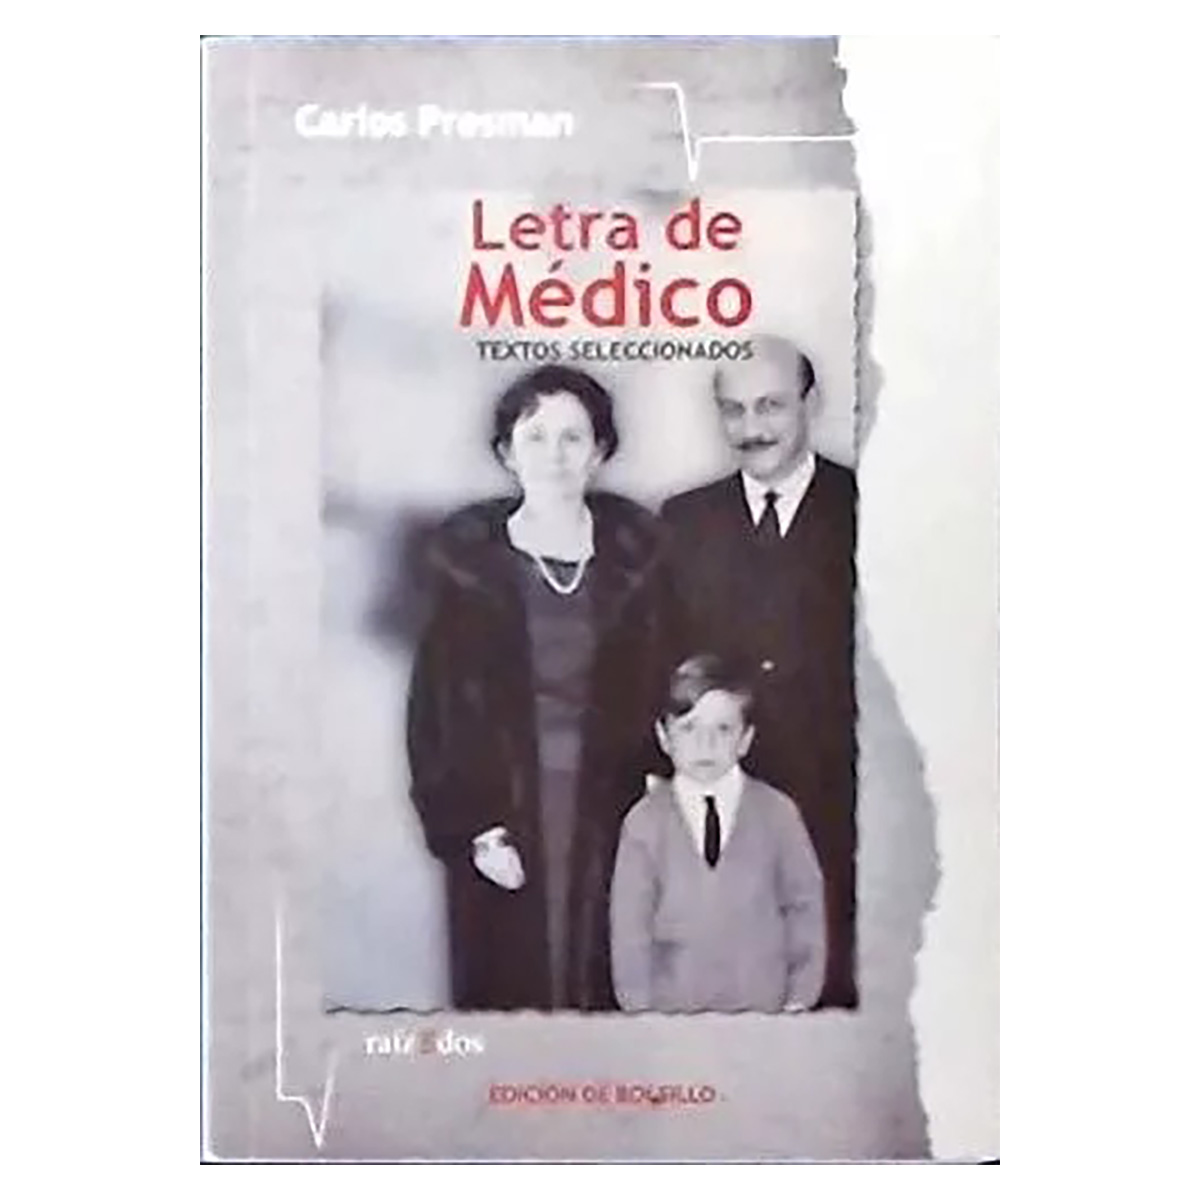 Carlos Presman
Letra de
Médico
TEXTOS SELECCIONADOS
raíz dos
EDICIÓN DE BOLSILLO